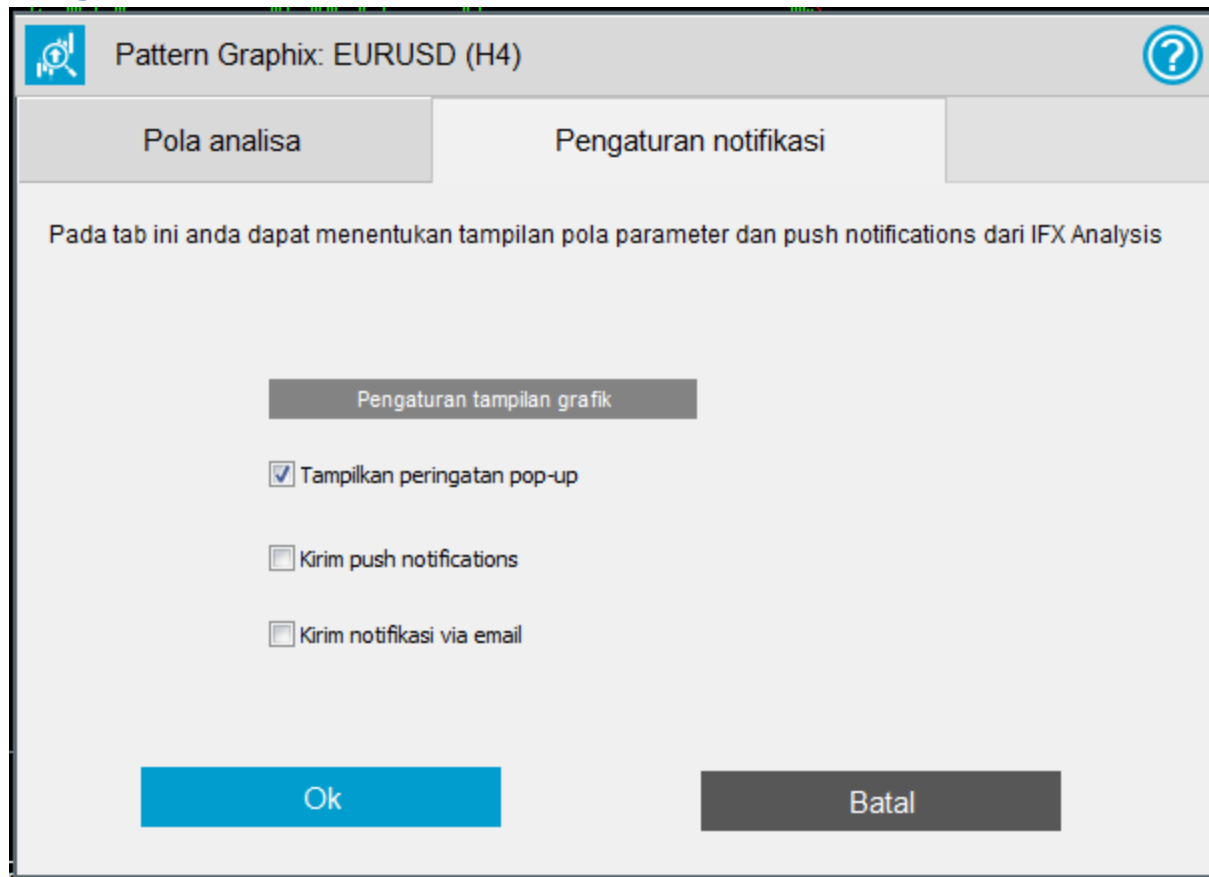 Pattern Graphix: EURUSD (H4)
?
Pola analisa
Pengaturan notifikasi
Pada tab ini anda dapat menentukan tampilan pola parameter dan push notifications dari IFX Analysis
Pengaturan tampilan grafik
Tampilkan peringatan pop-up
Kirim push notifications
Kirim notifikasi via email
Ok
Batal